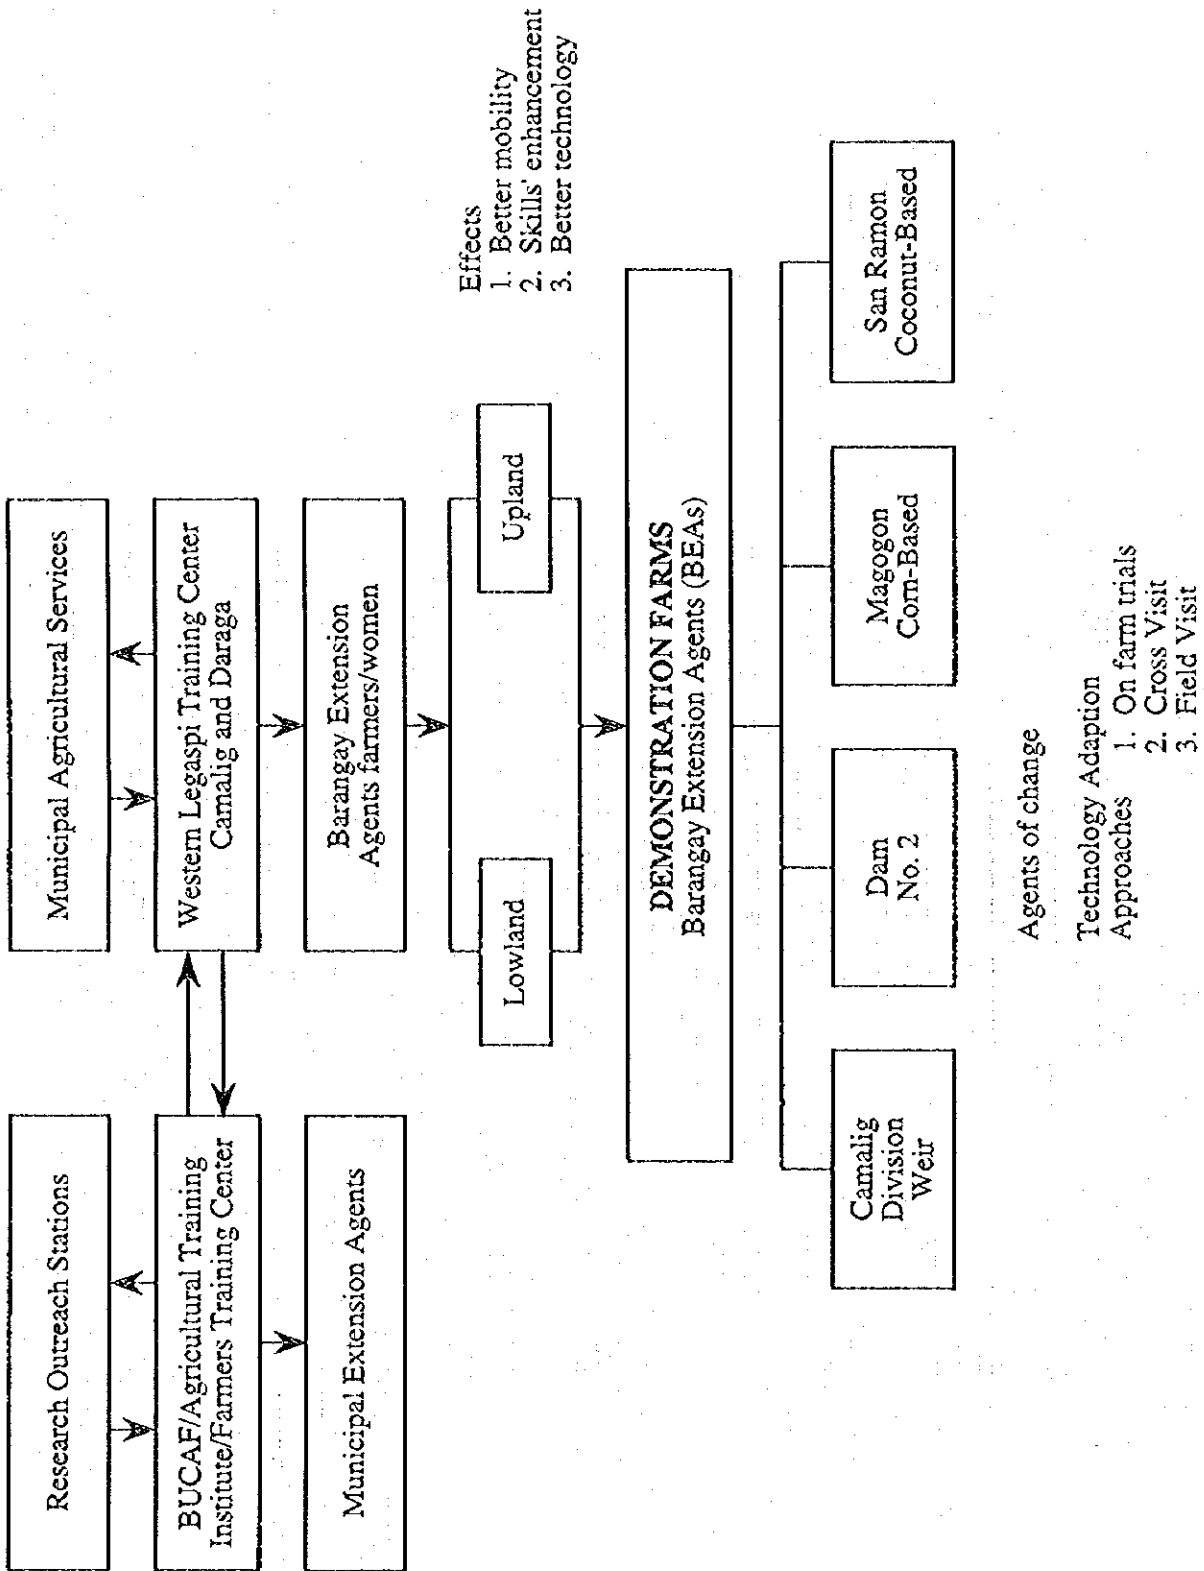 Research Outreach Stations
Municipal Agricultural Services
BUCAF/Agricultural Training
Institute/Farmers Training Center
Western Legaspi Training Center
Camalig and Daraga
Municipal Extension Agents
Barangay Extension
Agents farmers/women
Lowland
Upland
Effects
1. Better mobility
2. Skills' enhancement
3. Better technology
DEMONSTRATION FARMS
Barangay Extension Agents (BEAs)
Camalig
Division
Weir
Dam
No. 2
Magogon
Corn-Based
San Ramon
Coconut-Based
Agents of change
Technology Adaption
Approaches 1. On farm trials
2. Cross Visit
3. Field Visit